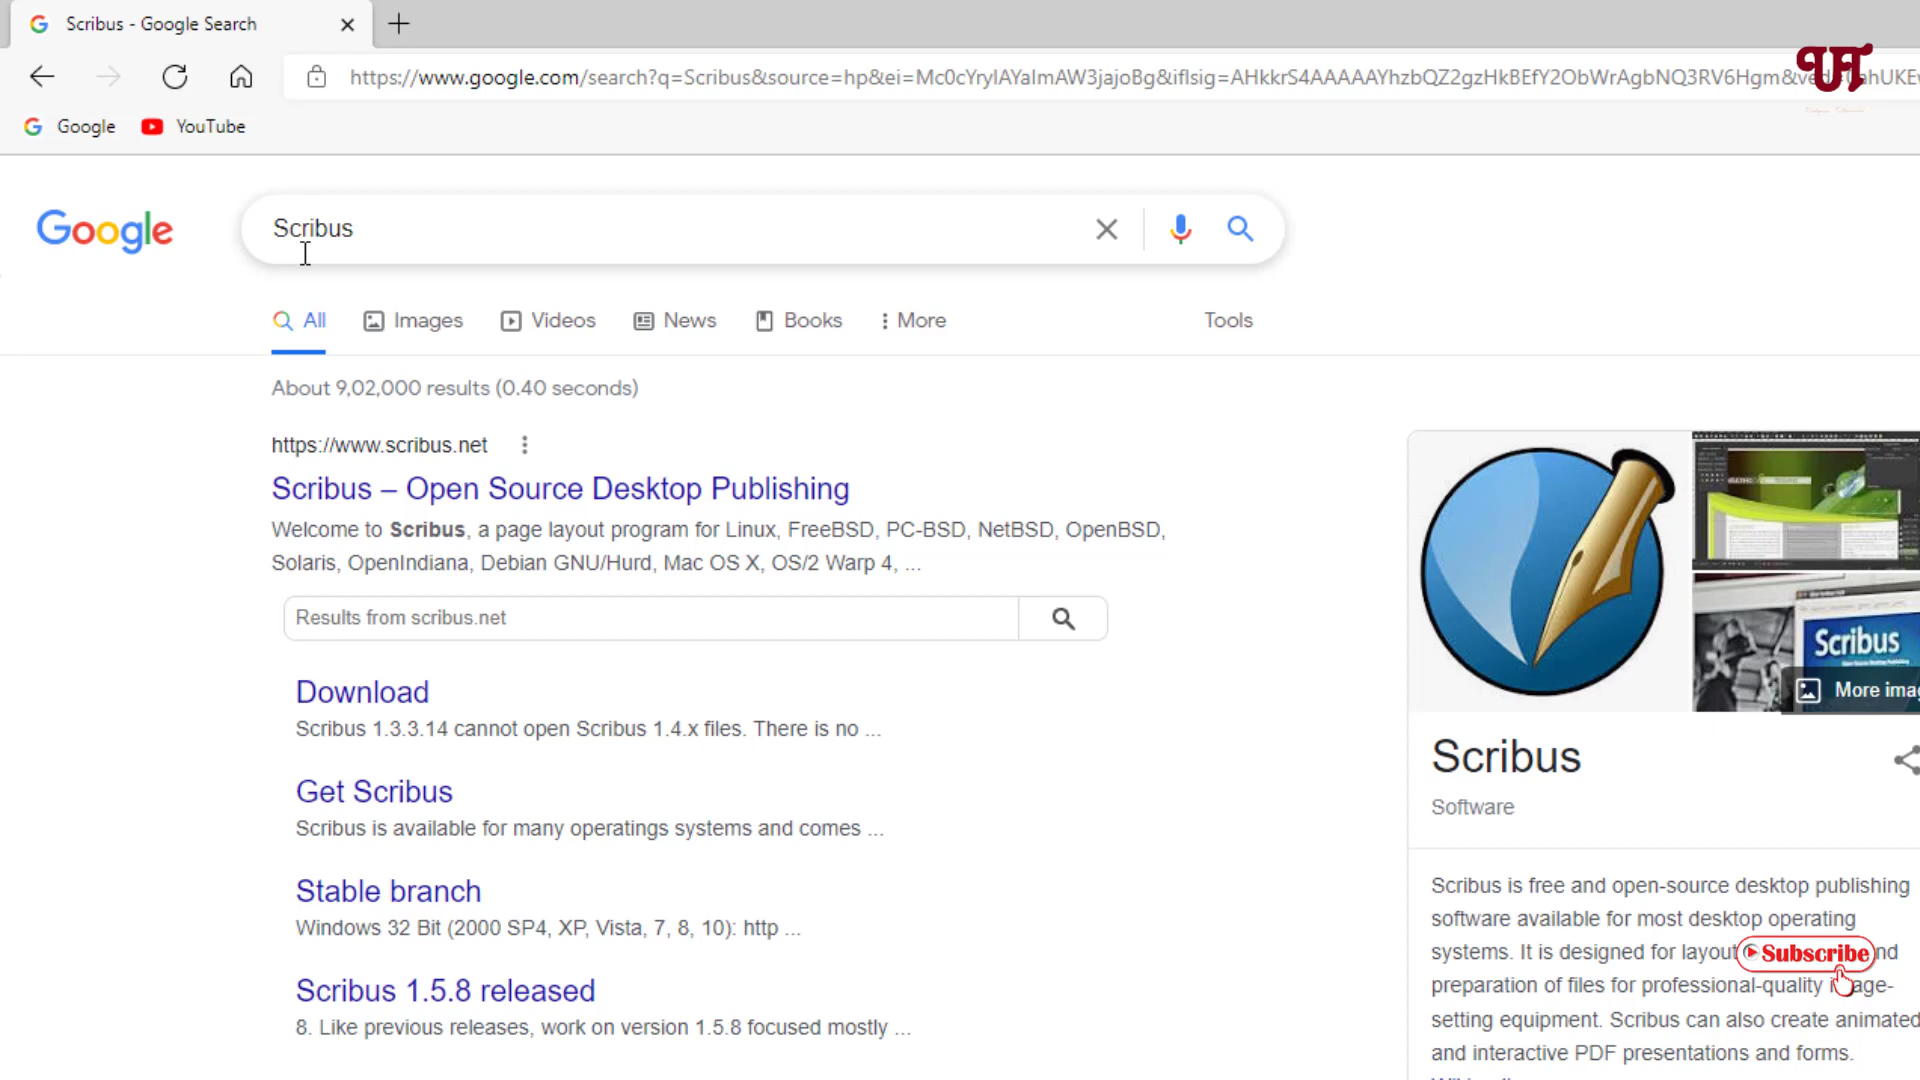 Scribus - Google Search
https://www.google.com/search?q=Scribus&source=hp&ei=Mc0cYrylAYaImAW3jajoBg&iflsig=AHkkrS4AAAAAYhzbQZ2gzHkBEfY2ObWrAgbNQ3RV6Hgm&ved=0ahUKEw
Google YouTube
Google
Scribus
All Images Videos News Books More Tools
About 9,02,000 results (0.40 seconds)
https://www.scribus.net
Scribus – Open Source Desktop Publishing
Welcome to Scribus, a page layout program for Linux, FreeBSD, PC-BSD, NetBSD, OpenBSD,
Solaris, OpenIndiana, Debian GNU/Hurd, Mac OS X, OS/2 Warp 4, ...
Results from scribus.net
Download
Scribus 1.3.3.14 cannot open Scribus 1.4.x files. There is no ...
Get Scribus
Scribus is available for many operatings systems and comes ...
Stable branch
Windows 32 Bit (2000 SP4, XP, Vista, 7, 8, 10): http ...
Scribus 1.5.8 released
8. Like previous releases, work on version 1.5.8 focused mostly ...
Scribus
More imag
Scribus
Software
Scribus is free and open-source desktop publishing
software available for most desktop operating
systems. It is designed for layout nd
Subscribe
preparation of files for professional-quality image-
setting equipment. Scribus can also create animated
and interactive PDF presentations and forms.